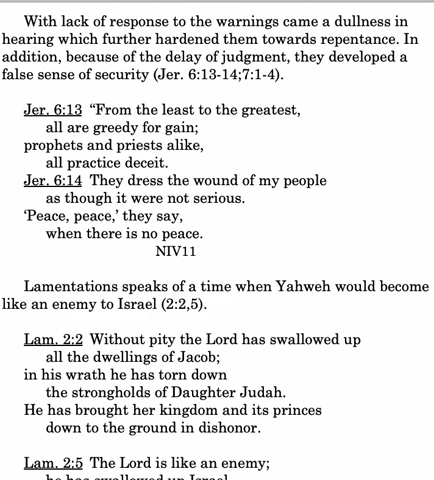 With lack of response to the warnings came a dullness in
hearing which further hardened them towards repentance. In
addition, because of the delay of judgment, they developed a
false sense of security (Jer. 6:13-14;7:1-4).
Jer. 6:13 “From the least to the greatest,
all are greedy for gain;
prophets and priests alike,
all practice deceit.
Jer. 6:14 They dress the wound of my people
as though it were not serious.
‘Peace, peace,’ they say,
when there is no peace.
NIV11
Lamentations speaks of a time when Yahweh would become
like an enemy to Israel (2:2,5).
Lam. 2:2 Without pity the Lord has swallowed up
all the dwellings of Jacob;
in his wrath he has torn down
the strongholds of Daughter Judah.
He has brought her kingdom and its princes
down to the ground in dishonor.
Lam. 2:5 The Lord is like an enemy;
he has swallowed up Israel